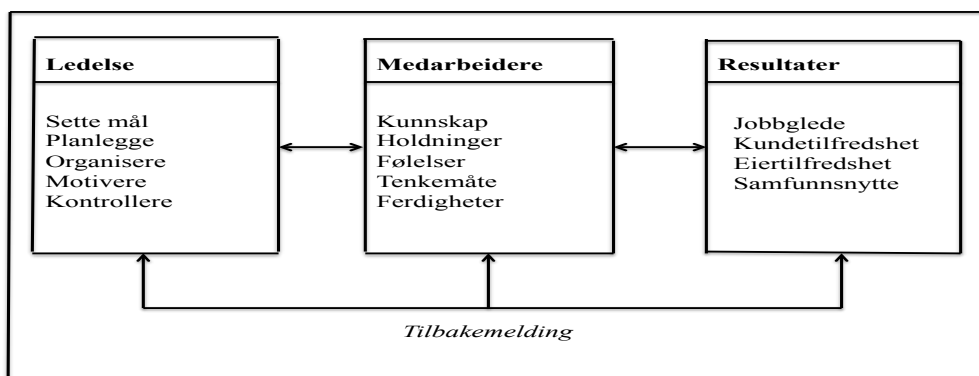 Ledelse
Sette mål
Planlegge
Organisere
Motivere
Kontrollere
Medarbeidere
Kunnskap
Holdninger
Følelser
Tenkemåte
Ferdigheter
Resultater
Jobbglede
Kundetilfredshet
Eiertilfredshet
Samfunnsnytte
Tilbakemelding